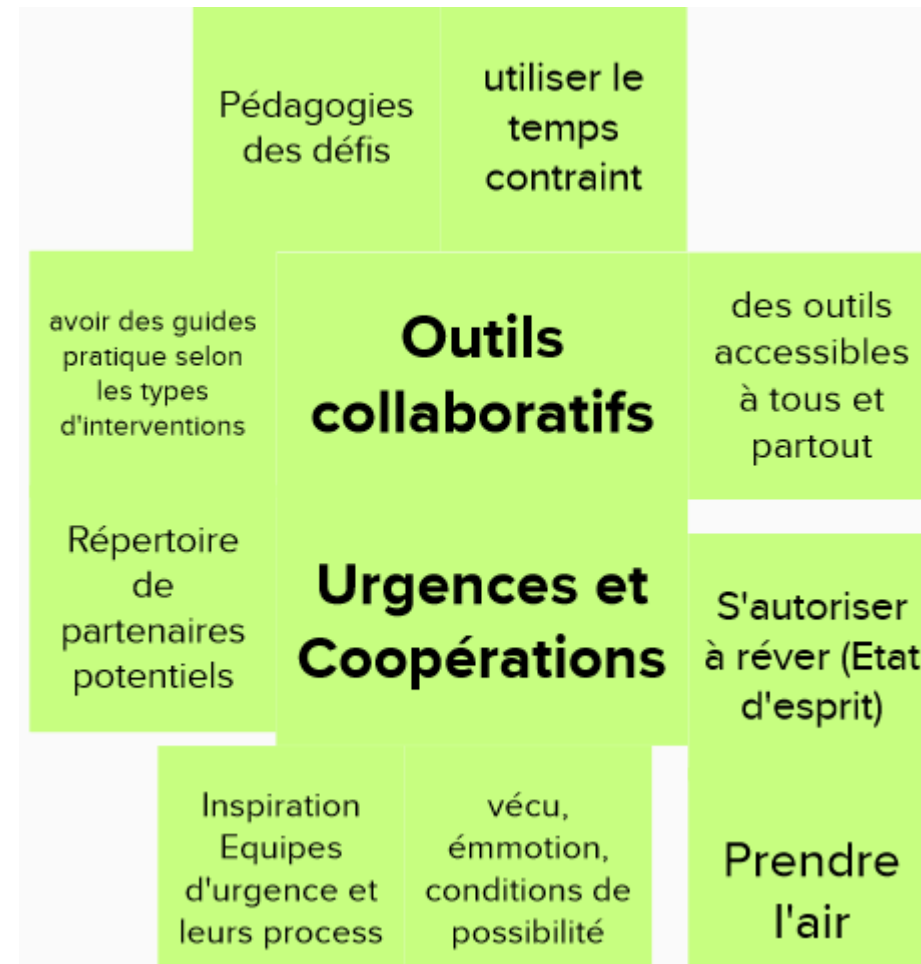 Pédagogies
des défis
utiliser le
temps
contraint
avoir des guides
pratique selon
les types
d'interventions
Outils
collaboratifs
des outils
accessibles
à tous et
partout
Répertoire
de
partenaires
potentiels
Urgences et
Coopérations
S'autoriser
à réver (Etat
d'esprit)
Inspiration
Equipes
d'urgence et
leurs process
vécu,
émmotion,
conditions de
possibilité
Prendre
l'air